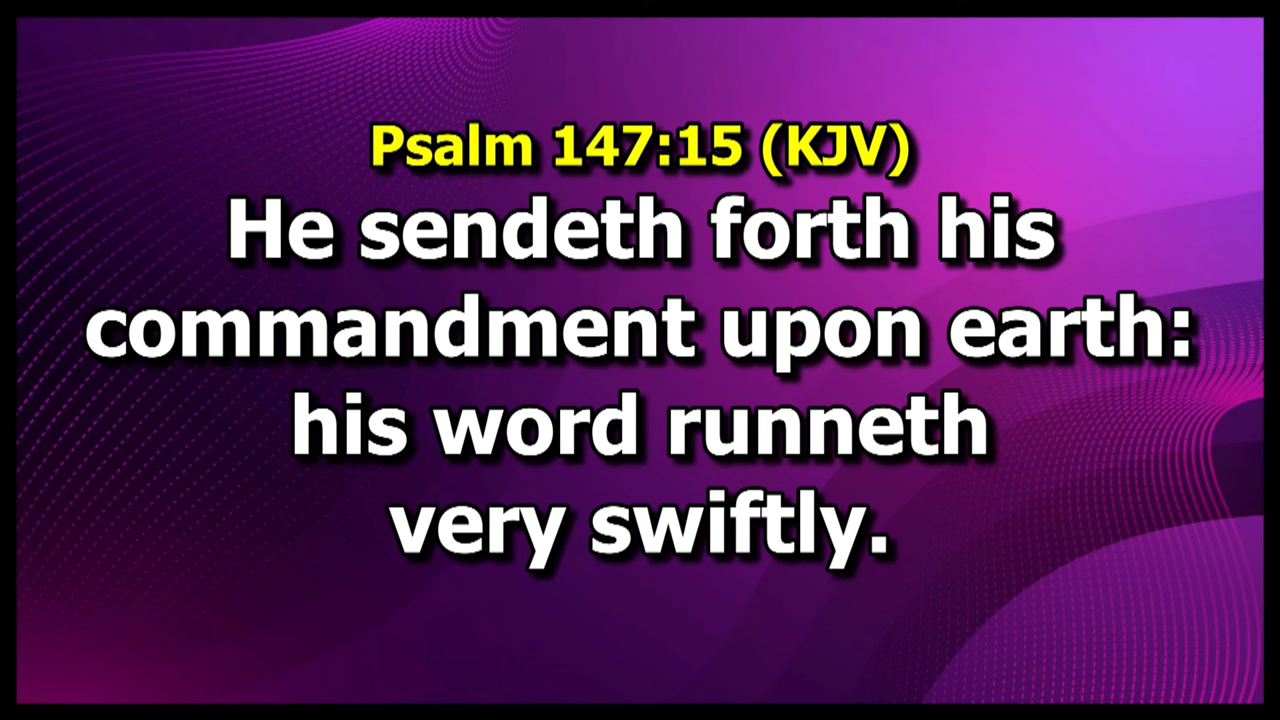 Psalm 147:15 (KJV)
He sendeth forth his
commandment upon earth:
his word runneth
very swiftly.